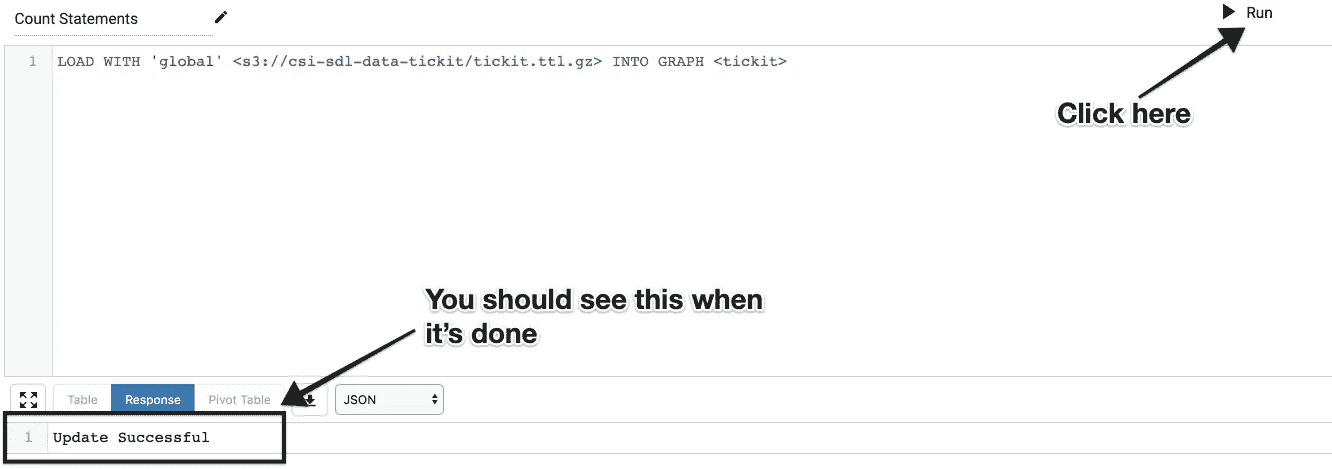 Count Statements
Run
1 LOAD WITH 'global' <s3://csi-sdl-data-tickit/tickit.ttl.gz> INTO GRAPH <tickit>
Click here
You should see this when
it's done
Table Response Pivot Table JSON
1 Update Successful